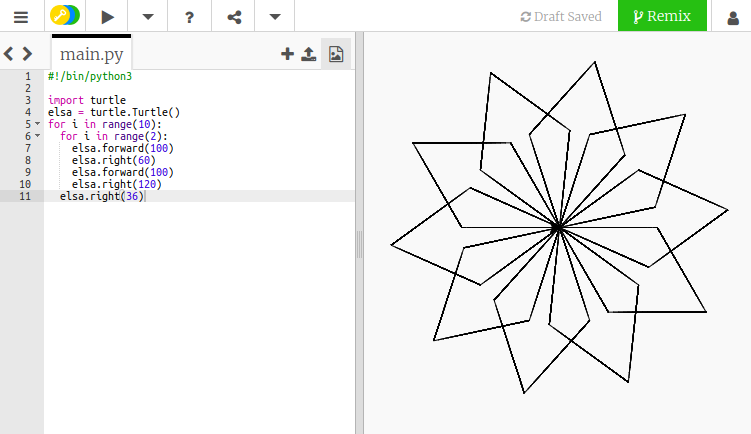 ? Draft Saved Remix
main.py
1 #!/bin/python3
2
3 import turtle
4 elsa = turtle.Turtle()
5 for i in range(10):
6   for i in range(2):
7     elsa.forward(100)
8     elsa.right(60)
9     elsa.forward(100)
10     elsa.right(120)
11   elsa.right(36)